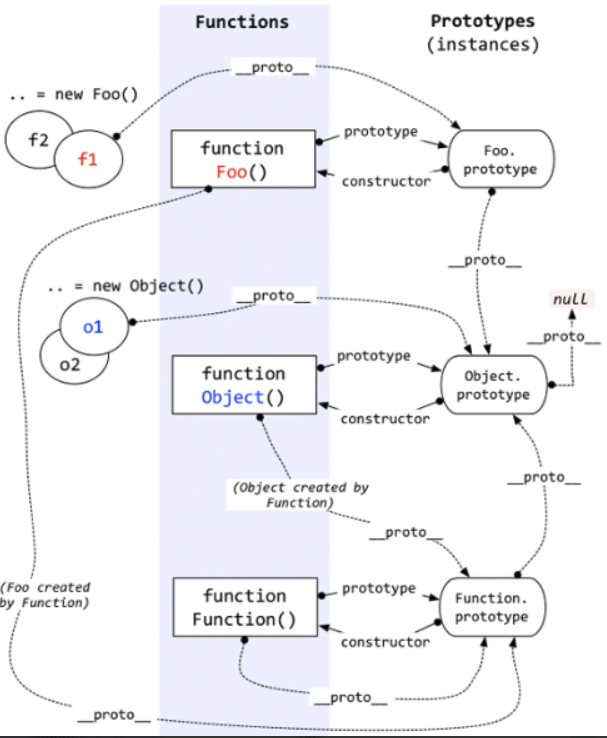 Functions
Prototypes
(instances)
__proto__
.. = new Foo()
f2
f1
function
Foo()
prototype
constructor
Foo.
prototype
__proto__
.. = new Object()
__proto__
null
__proto__
o1
o2
function
Object()
prototype
constructor
Object.
prototype
(Object created by
Function)
__proto__
__proto__
(Foo created
by Function)
function
Function()
prototype
constructor
Function.
prototype
__proto__
__proto__